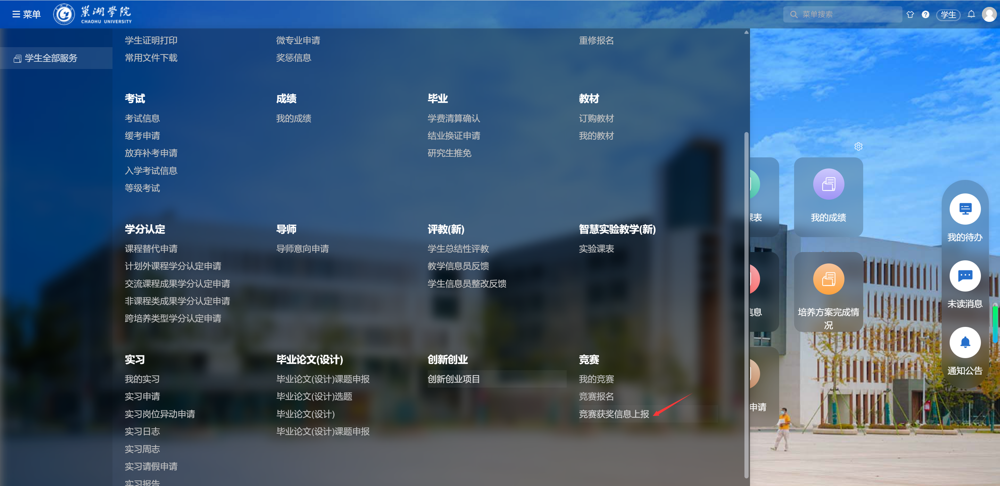 菜单
巢湖學院
CHAOHU UNIVERSITY
菜单搜索
学生
学生全部服务
学生证明打印
常用文件下载
微专业申请
奖惩信息
重修报名
考试
考试信息
缓考申请
放弃补考申请
入学考试信息
等级考试
成绩
我的成绩
毕业
学费清算确认
结业换证申请
研究生推免
教材
订购教材
我的教材
学分认定
课程替代申请
计划外课程学分认定申请
交流课程成果学分认定申请
非课程类成果学分认定申请
跨培养类型学分认定申请
导师
导师意向申请
评教(新)
学生总结性评教
教学信息员反馈
学生信息员整改反馈
智慧实验教学(新)
实验课表
实习
我的实习
实习申请
实习岗位异动申请
实习日志
实习周志
实习请假申请
实习报告
毕业论文(设计)
毕业论文(设计)课题申报
毕业论文(设计)选题
毕业论文(设计)
毕业论文(设计)课题申报
创新创业
创新创业项目
竞赛
我的竞赛
竞赛报名
竞赛获奖信息上报
课表
我的成绩
信息
培养方案完成情
况
申请
我的待办
未读消息
通知公告